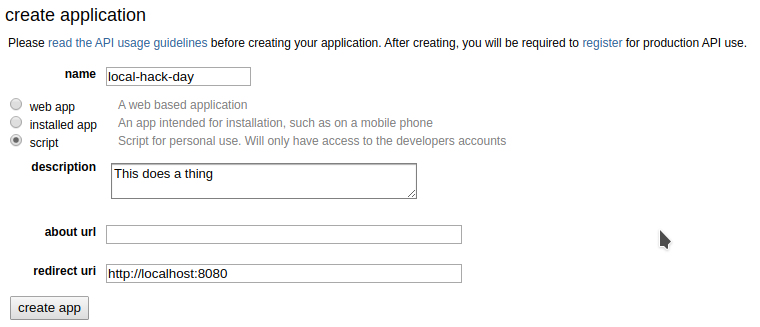 create application
Please read the API usage guidelines before creating your application. After creating, you will be required to register for production API use.
name local-hack-day
web app A web based application
installed app An app intended for installation, such as on a mobile phone
script Script for personal use. Will only have access to the developers accounts
description This does a thing
about url
redirect uri http://localhost:8080
create app